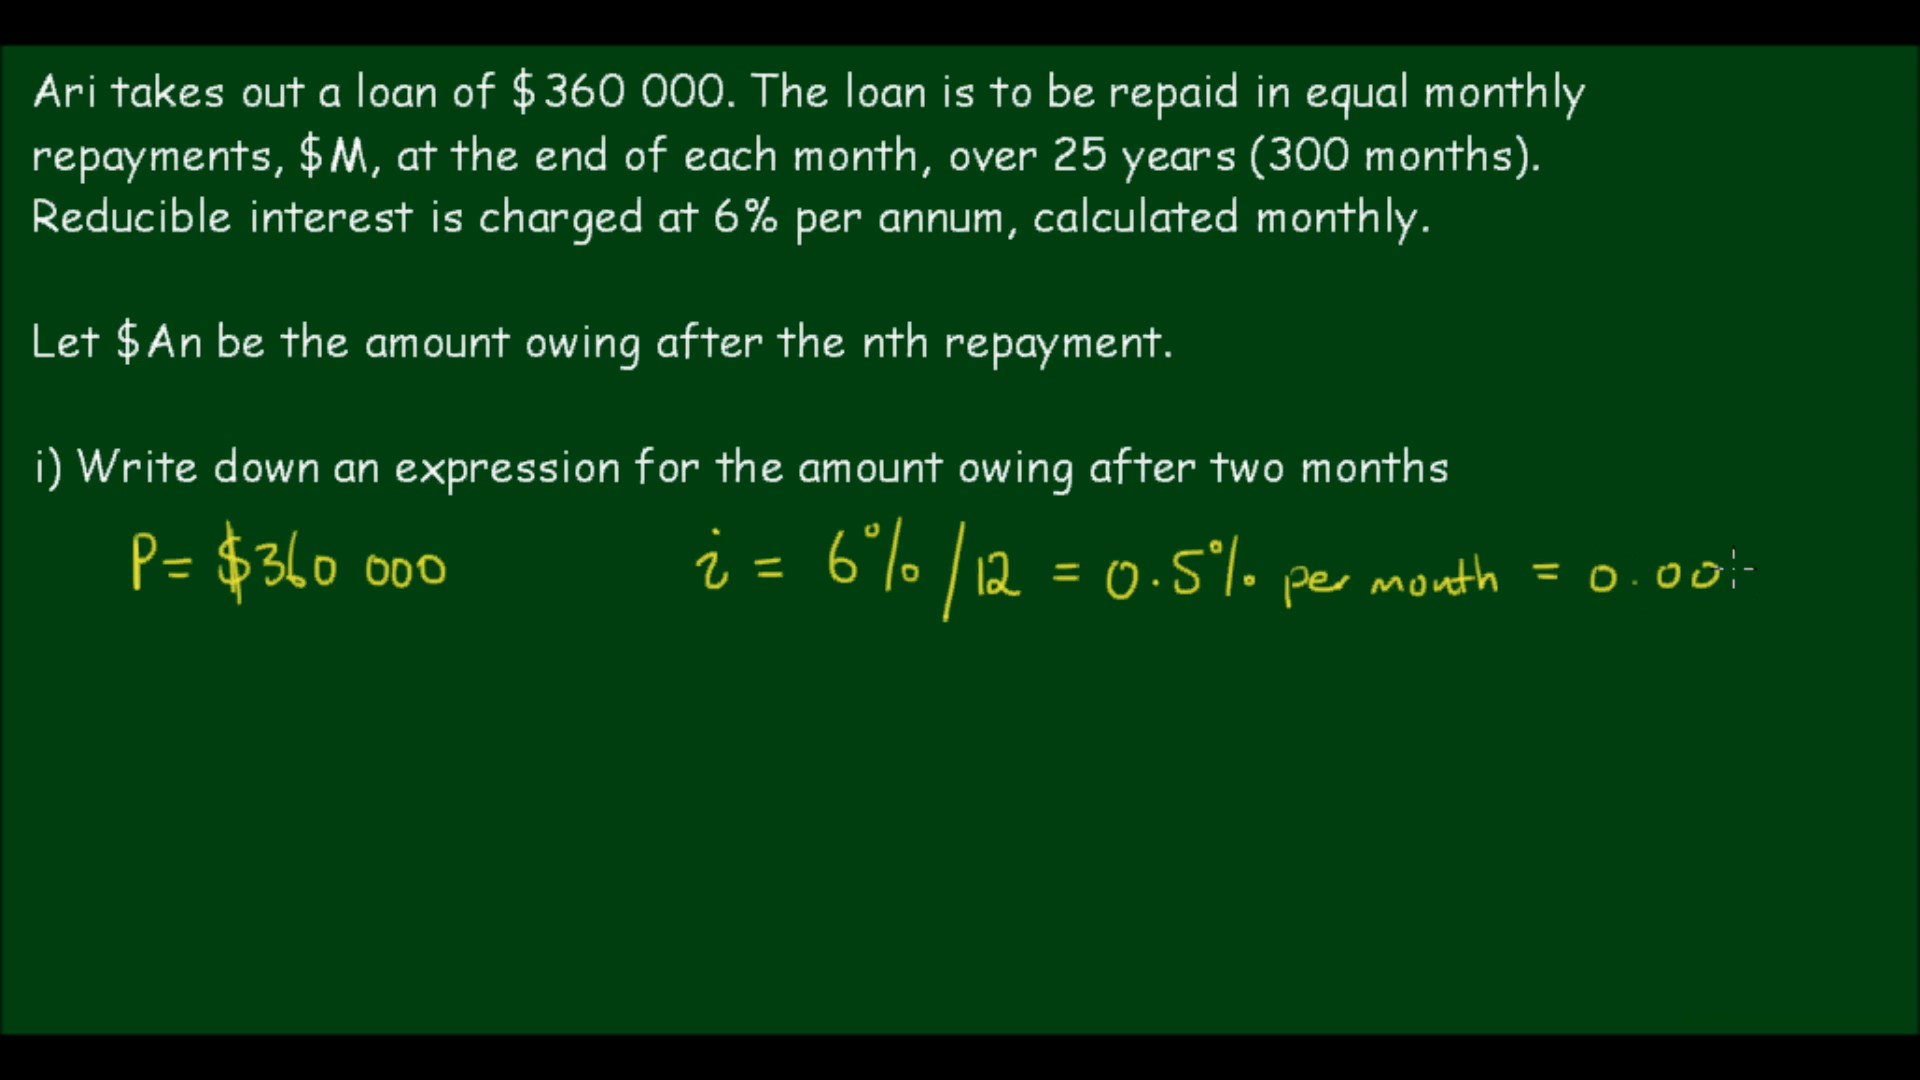 Ari takes out a loan of $360 000. The loan is to be repaid in equal monthly
repayments, $M, at the end of each month, over 25 years (300 months).
Reducible interest is charged at 6% per annum, calculated monthly.
Let $An be the amount owing after the nth repayment.
i) Write down an expression for the amount owing after two months
P = $360 000 i = 6%/12 = 0.5% per month = 0.00